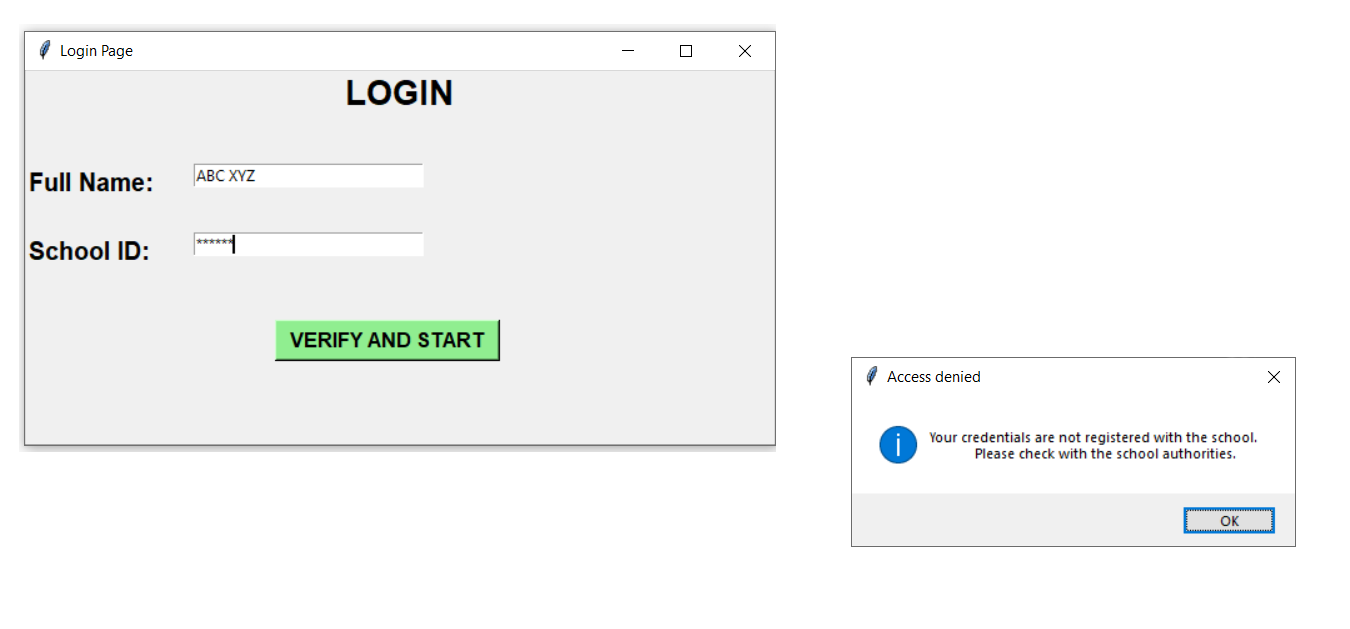 Login Page
LOGIN
Full Name:
ABC XYZ
School ID:
******
VERIFY AND START
Access denied
Your credentials are not registered with the school.
Please check with the school authorities.
OK